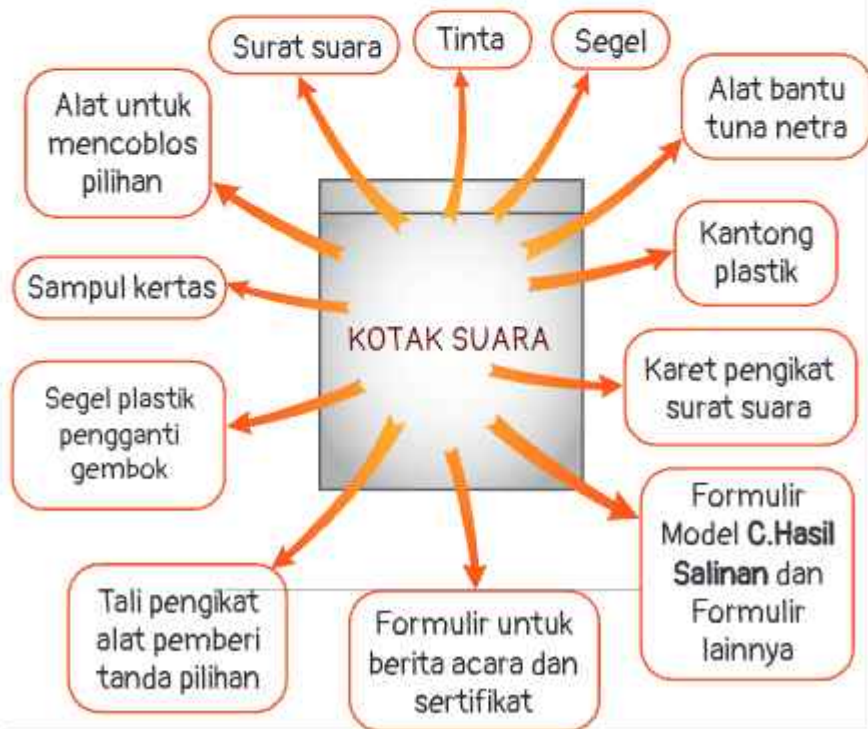 Surat suara
Tinta
Segel
Alat untuk
mencoblos
pilihan
Alat bantu
tuna netra
Sampul kertas
Kantong
plastik
KOTAK SUARA
Segel plastik
pengganti
gembok
Karet pengikat
surat suara
Tali pengikat
alat pemberi
tanda pilihan
Formulir untuk
berita acara dan
sertifikat
Formulir
Model C.Hasil
Salinan dan
Formulir
lainnya